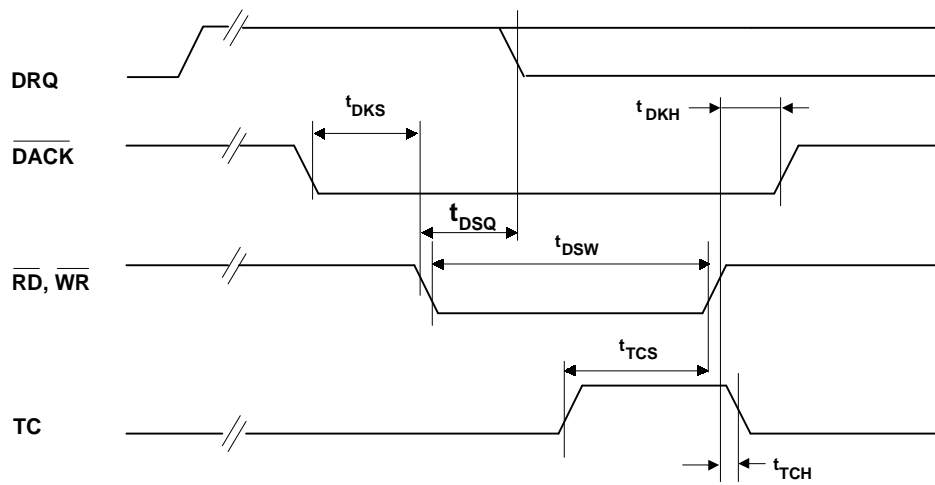 DRQ
tDKS
tDKH
DACK
tDSQ
tDSW
RD, WR
tTCS
TC
tTCH